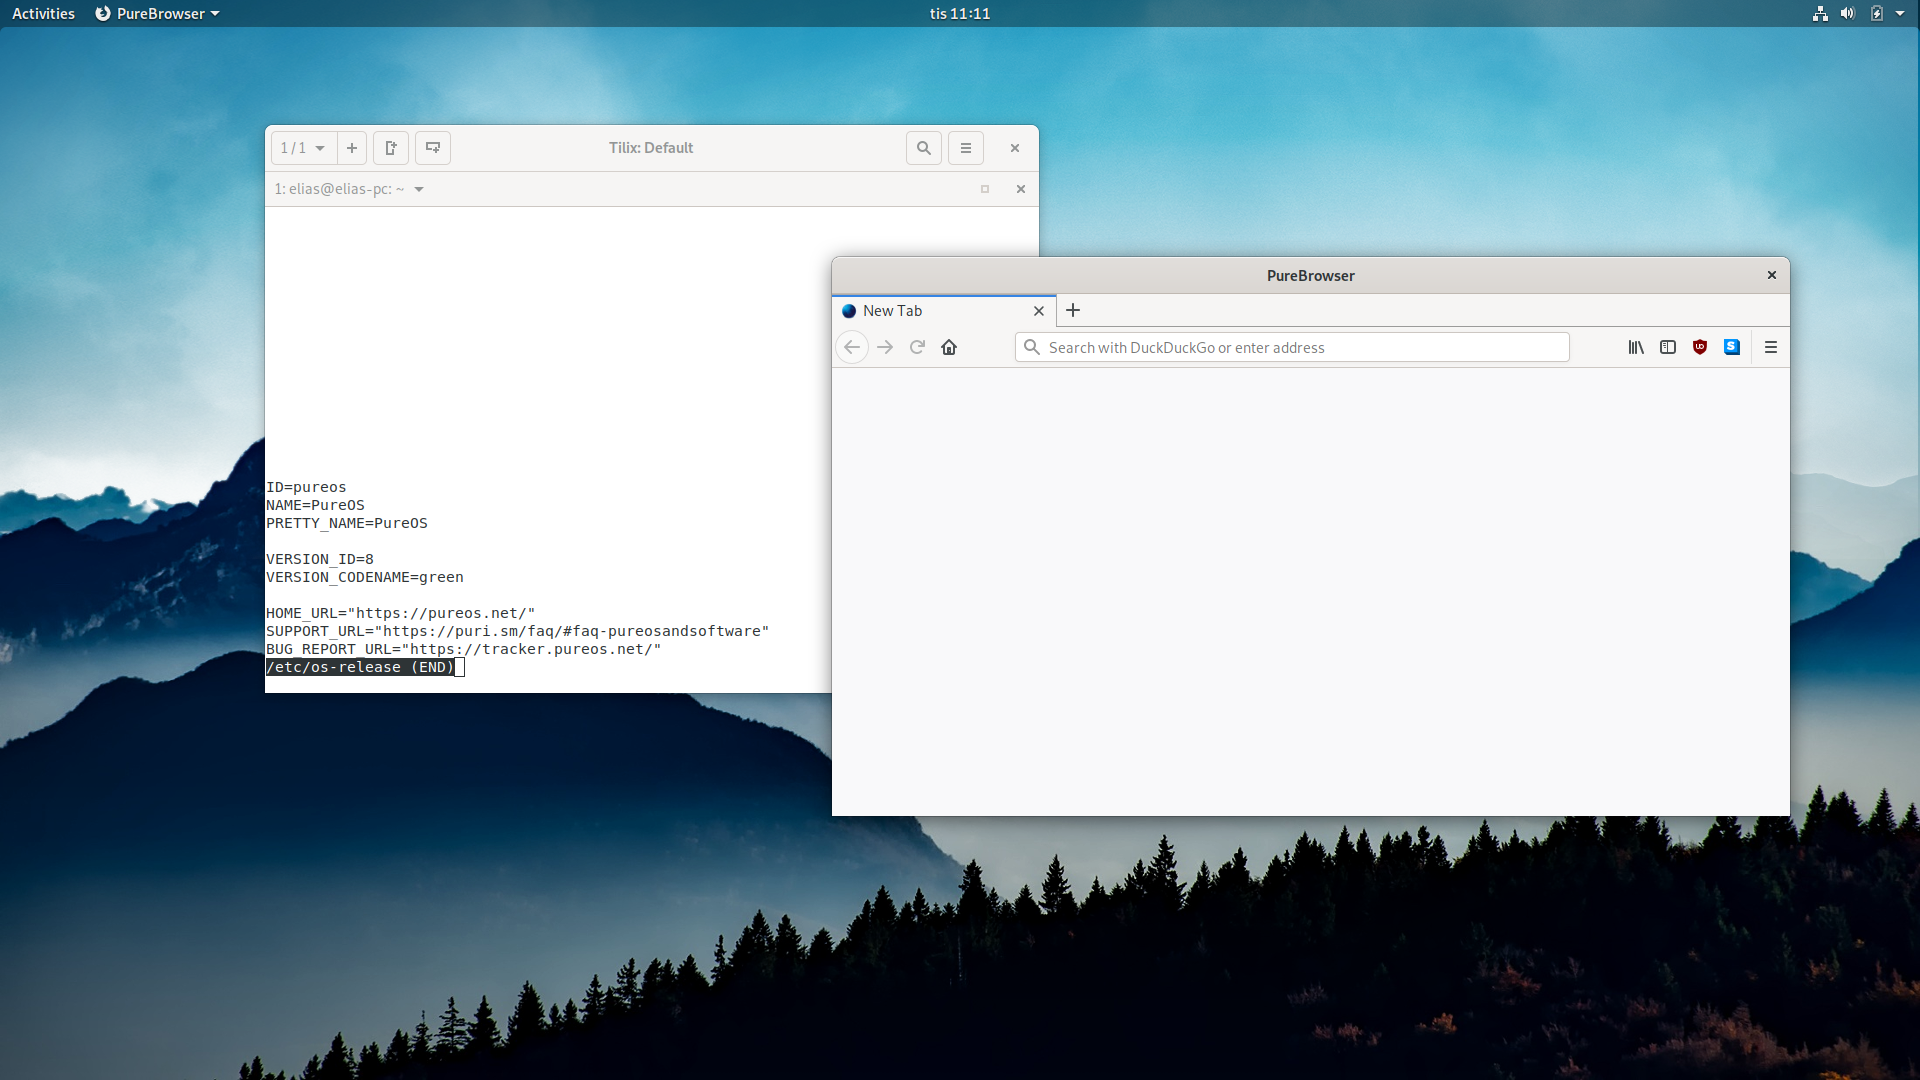 Activities PureBrowser tis 11:11
1 / 1 Tilix: Default
1: elias@elias-pc: ~
ID=pureos
NAME=PureOS
PRETTY_NAME=PureOS
VERSION_ID=8
VERSION_CODENAME=green
HOME_URL="https://pureos.net/"
SUPPORT_URL="https://puri.sm/faq/#faq-pureosandsoftware"
BUG_REPORT_URL="https://tracker.pureos.net/"
/etc/os-release (END)
PureBrowser
New Tab
Search with DuckDuckGo or enter address